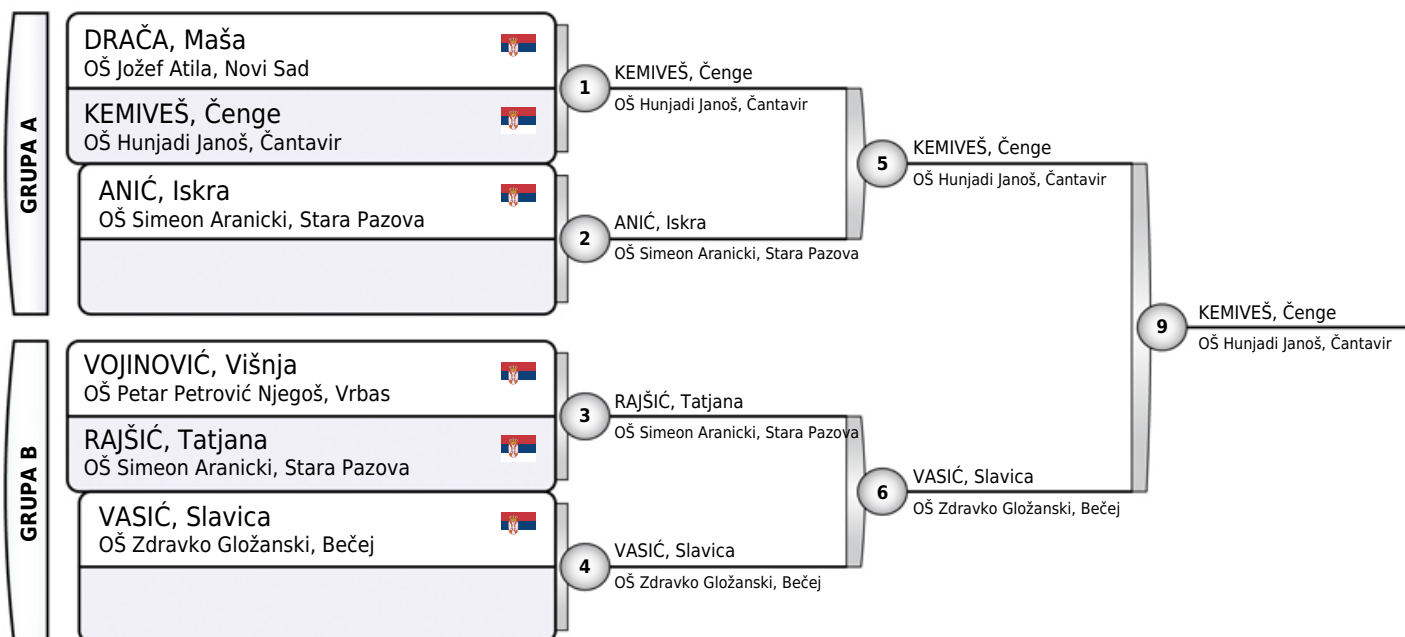 GRUPA A
DRAČA, Maša
OŠ Jožef Atila, Novi Sad
KEMIVEŠ, Čenge
OŠ Hunjadi Janoš, Čantavir
ANIĆ, Iskra
OŠ Simeon Aranicki, Stara Pazova
1
KEMIVEŠ, Čenge
OŠ Hunjadi Janoš, Čantavir
2
ANIĆ, Iskra
OŠ Simeon Aranicki, Stara Pazova
5
KEMIVEŠ, Čenge
OŠ Hunjadi Janoš, Čantavir
GRUPA B
VOJINOVIĆ, Višnja
OŠ Petar Petrović Njegoš, Vrbas
RAJŠIĆ, Tatjana
OŠ Simeon Aranicki, Stara Pazova
VASIĆ, Slavica
OŠ Zdravko Gložanski, Bečej
3
RAJŠIĆ, Tatjana
OŠ Simeon Aranicki, Stara Pazova
4
VASIĆ, Slavica
OŠ Zdravko Gložanski, Bečej
6
VASIĆ, Slavica
OŠ Zdravko Gložanski, Bečej
9
KEMIVEŠ, Čenge
OŠ Hunjadi Janoš, Čantavir